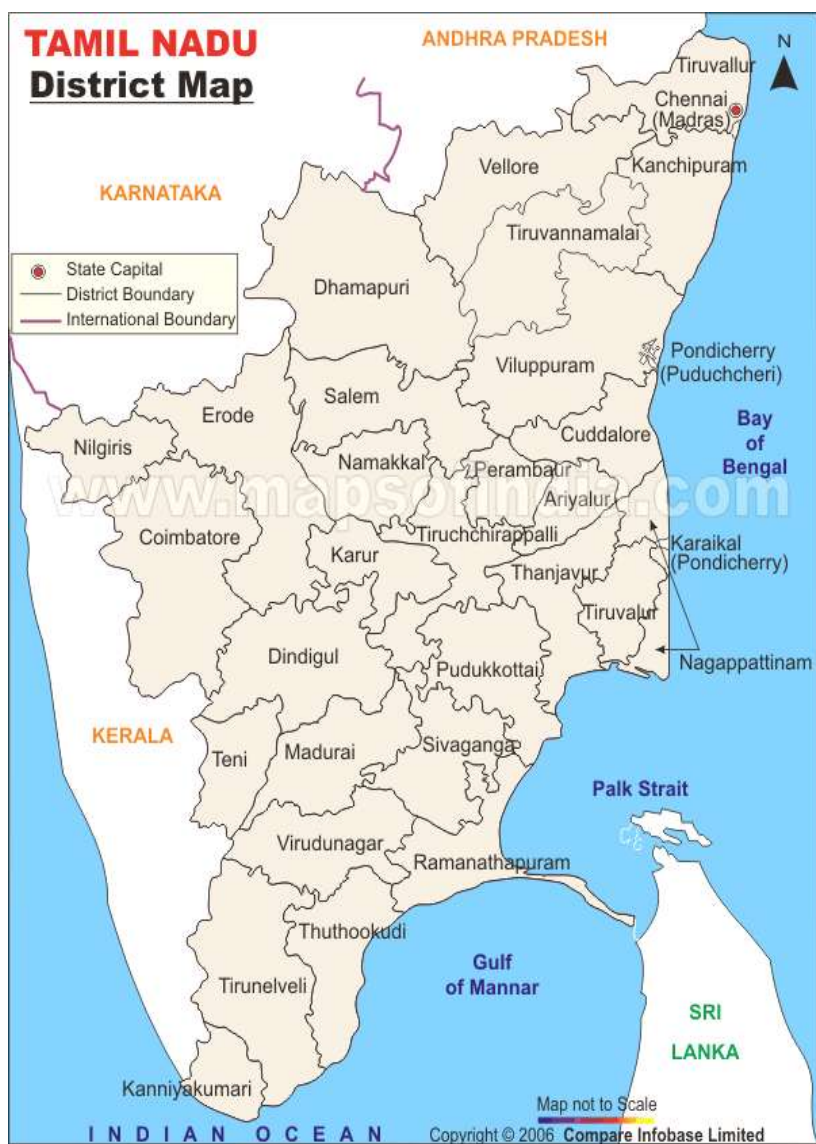 TAMIL NADU
District Map
ANDHRA PRADESH
N
Tiruvallur
Chennai
(Madras)
Vellore
Kanchipuram
KARNATAKA
Tiruvannamalai
State Capital
District Boundary
International Boundary
Dhamapuri
Viluppuram
Pondicherry
(Puduchcheri)
Salem
Erode
Bay
of
Bengal
Cuddalore
Nilgiris
Namakkal
Perambaur
Ariyalur
www.mapsofindia.com
Coimbatore
Tiruchchirappalli
Karur
Karaikal
(Pondicherry)
Thanjavur
Tiruvalur
Dindigul
Pudukkottai
Nagappattinam
KERALA
Teni
Madurai
Sivaganga
Palk Strait
Virudunagar
Ramanathapuram
Thuthookudi
Gulf
of Mannar
Tirunelveli
SRI
LANKA
Kanniyakumari
Map not to Scale
INDIAN OCEAN
Copyright © 2006 Compare Infobase Limited